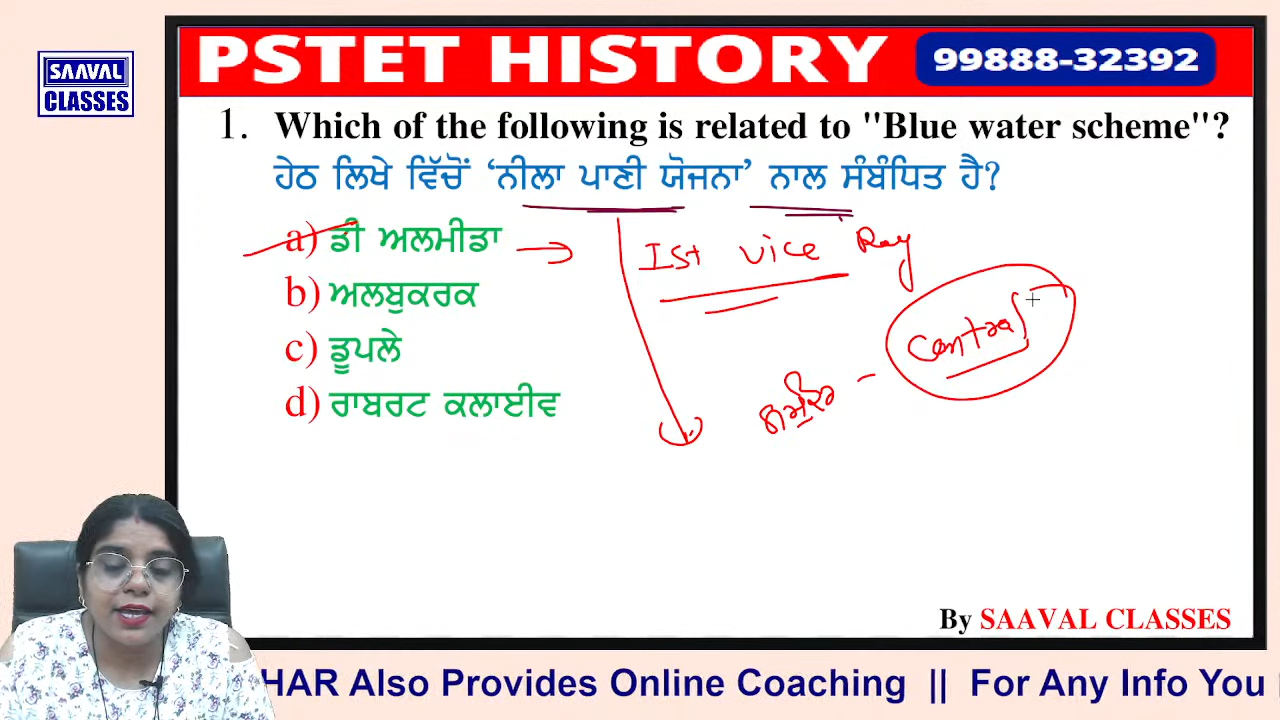 SAAVAL
CLASSES
PSTET HISTORY
99888-32392
1. Which of the following is related to "Blue water scheme"?
ਹੇਠ ਲਿਖੇ ਵਿੱਚੋਂ ‘ਨੀਲਾ ਪਾਣੀ ਯੋਜਨਾ’ ਨਾਲ ਸੰਬੰਧਿਤ ਹੈ?
a) ਡੀ ਅਲਮੀਡਾ
Ist vice Ray
b) ਅਲਬੁਕਰਕ
c) ਡੂਪਲੇ
d) ਰਾਬਰਟ ਕਲਾਈਵ
By SAAVAL CLASSES
HAR Also Provides Online Coaching || For Any Info You